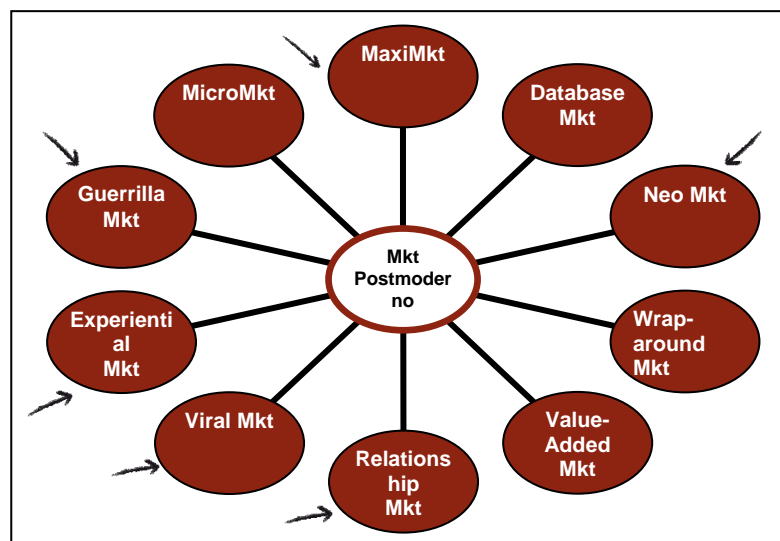 MaxiMkt
MicroMkt
Database
Mkt
Guerrilla
Mkt
Neo Mkt
Mkt
Postmoder
no
Experienti
al
Mkt
Wrap-
around
Mkt
Viral Mkt
Value-
Added
Mkt
Relations
hip
Mkt